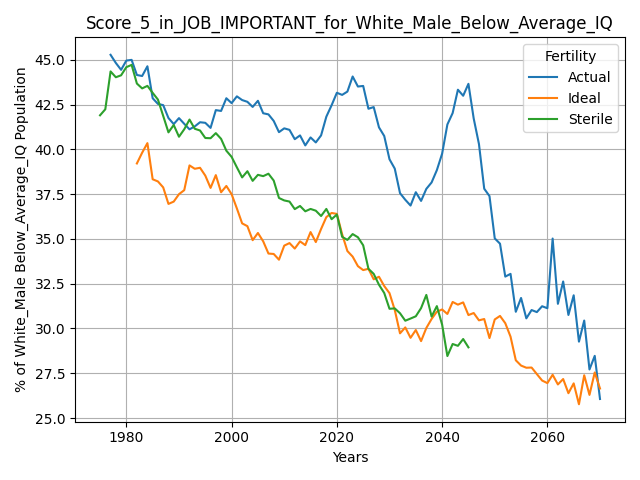 Score_5_in_JOB_IMPORTANT_for_White_Male_Below_Average_IQ
% of White_Male Below_Average_IQ Population
45.0
42.5
40.0
37.5
35.0
32.5
30.0
27.5
25.0
Fertility
Actual
Ideal
Sterile
1980
2000
2020
2040
2060
Years